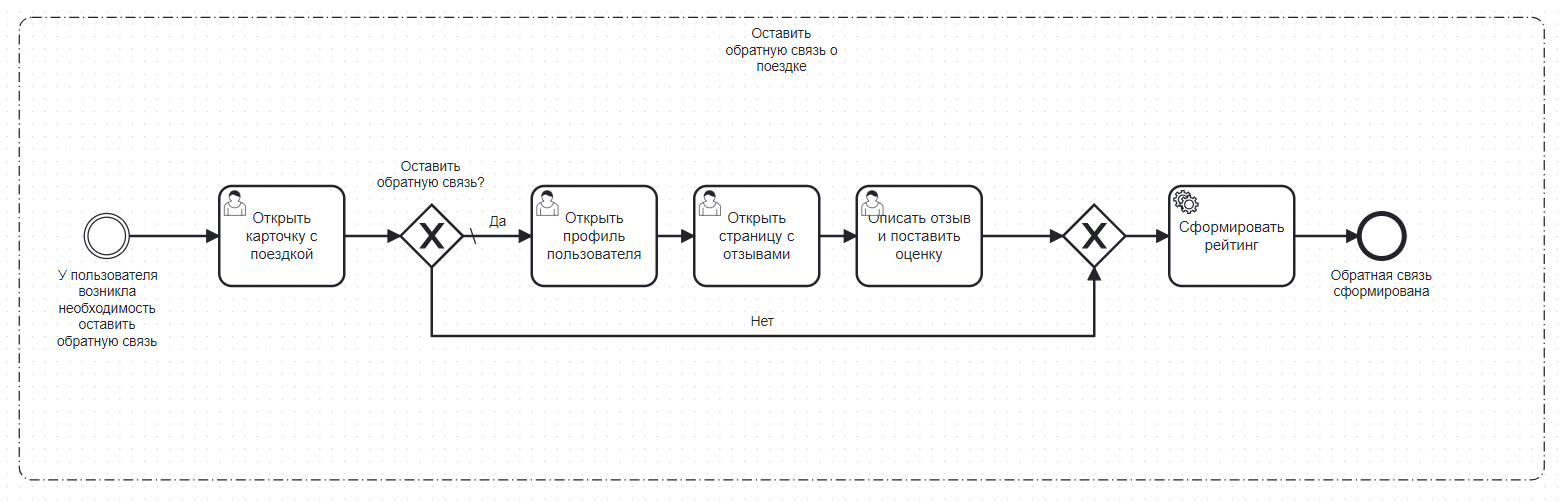 Оставить
обратную связь о
поездке
У пользователя
возникла
необходимость
оставить
обратную связь
Открыть
карточку с
поездкой
Оставить
обратную связь?
Да
Открыть
профиль
пользователя
Открыть
страницу с
отзывами
Описать отзыв
и поставить
оценку
Нет
Сформировать
рейтинг
Обратная связь
сформирована